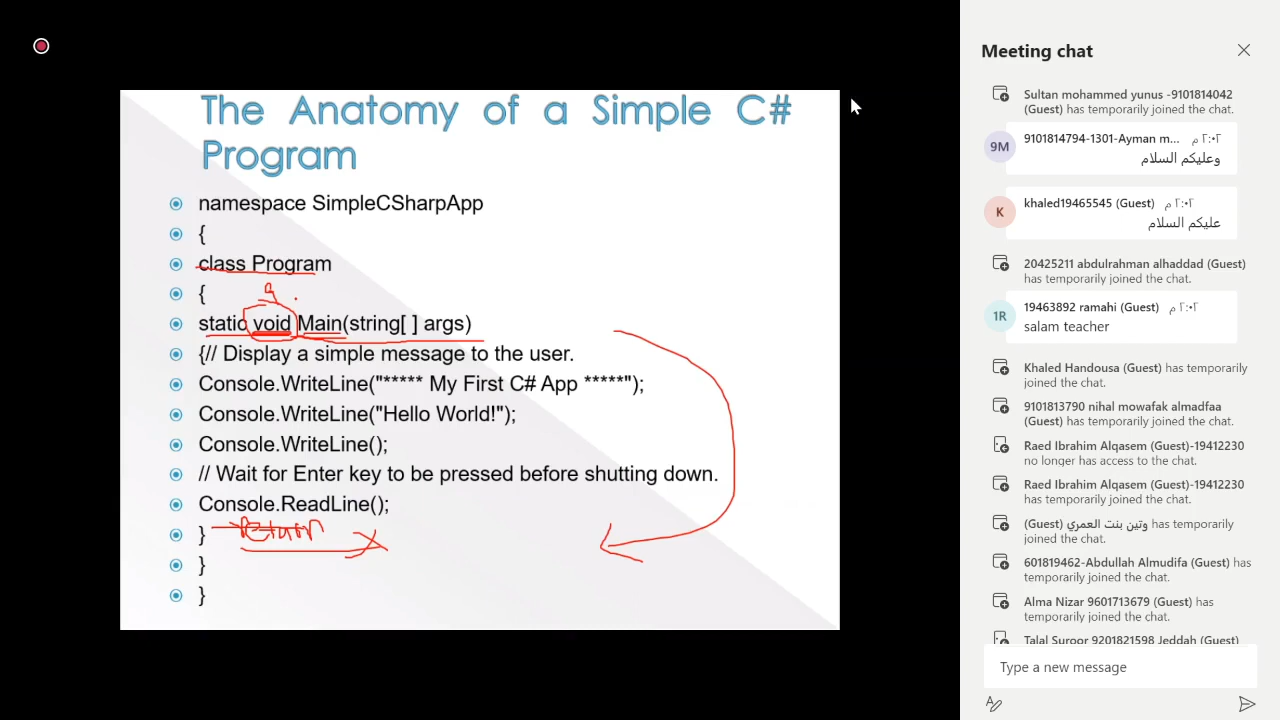 The Anatomy of a Simple C#
Program
namespace SimpleCSharpApp
{
class Program
{
static void Main(string[ ] args)
{// Display a simple message to the user.
Console.WriteLine("***** My First C# App *****");
Console.WriteLine("Hello World!");
Console.WriteLine();
// Wait for Enter key to be pressed before shutting down.
Console.ReadLine();
} return
}
}
Meeting chat
Sultan mohammed yunus -9101814042
(Guest) has temporarily joined the chat.
9M
9101814794-1301-Ayman m... ٢:٠٢ م
وعليكم السلام
K
khaled19465545 (Guest) ٢:٠٢ م
عليكم السلام
20425211 abdulrahman alhaddad (Guest)
has temporarily joined the chat.
1R
19463892 ramahi (Guest) ٢:٠٢ م
salam teacher
Khaled Handousa (Guest) has temporarily
joined the chat.
9101813790 nihal mowafak almadfaa
(Guest) has temporarily joined the chat.
Raed Ibrahim Alqasem (Guest)-19412230
no longer has access to the chat.
Raed Ibrahim Alqasem (Guest)-19412230
has temporarily joined the chat.
(Guest) وتين بنت العمري has temporarily
joined the chat.
601819462-Abdullah Almudifa (Guest) has
temporarily joined the chat.
Alma Nizar 9601713679 (Guest) has
temporarily joined the chat.
Talal Suroor 9201821598 Jeddah (Guest)
Type a new message